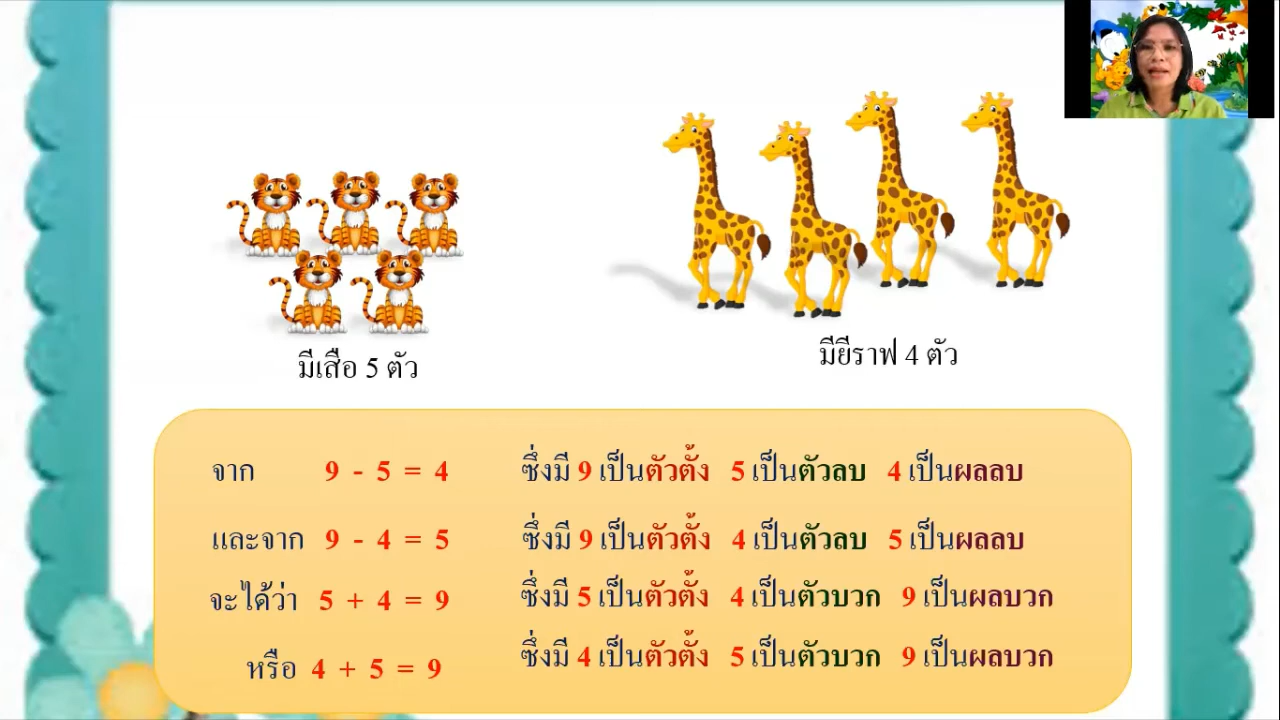 มีเสือ 5 ตัว
มียีราฟ 4 ตัว
จาก 9 - 5 = 4 ซึ่งมี 9 เป็นตัวตั้ง 5 เป็นตัวลบ 4 เป็นผลลบ
และจาก 9 - 4 = 5 ซึ่งมี 9 เป็นตัวตั้ง 4 เป็นตัวลบ 5 เป็นผลลบ
จะได้ว่า 5 + 4 = 9 ซึ่งมี 5 เป็นตัวตั้ง 4 เป็นตัวบวก 9 เป็นผลบวก
หรือ 4 + 5 = 9 ซึ่งมี 4 เป็นตัวตั้ง 5 เป็นตัวบวก 9 เป็นผลบวก